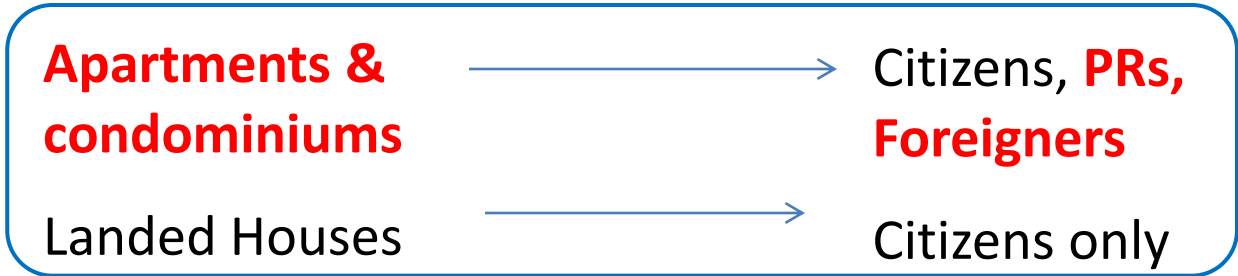 Apartments &
condominiums
Citizens, PRs,
Foreigners
Landed Houses
Citizens only